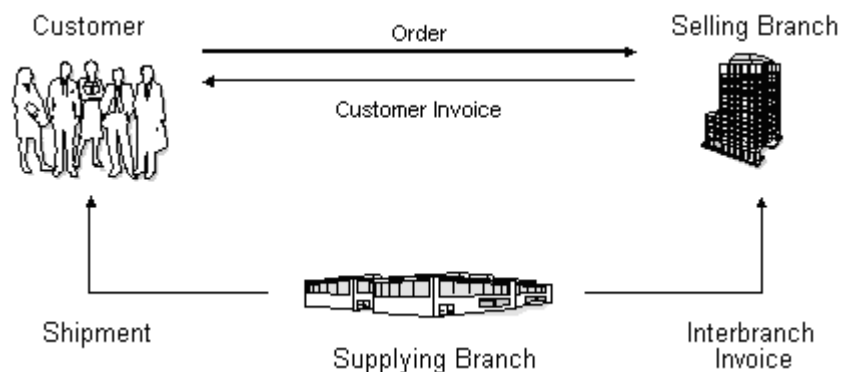 Customer
Selling Branch
Order
Customer Invoice
Shipment
Supplying Branch
Interbranch
Invoice